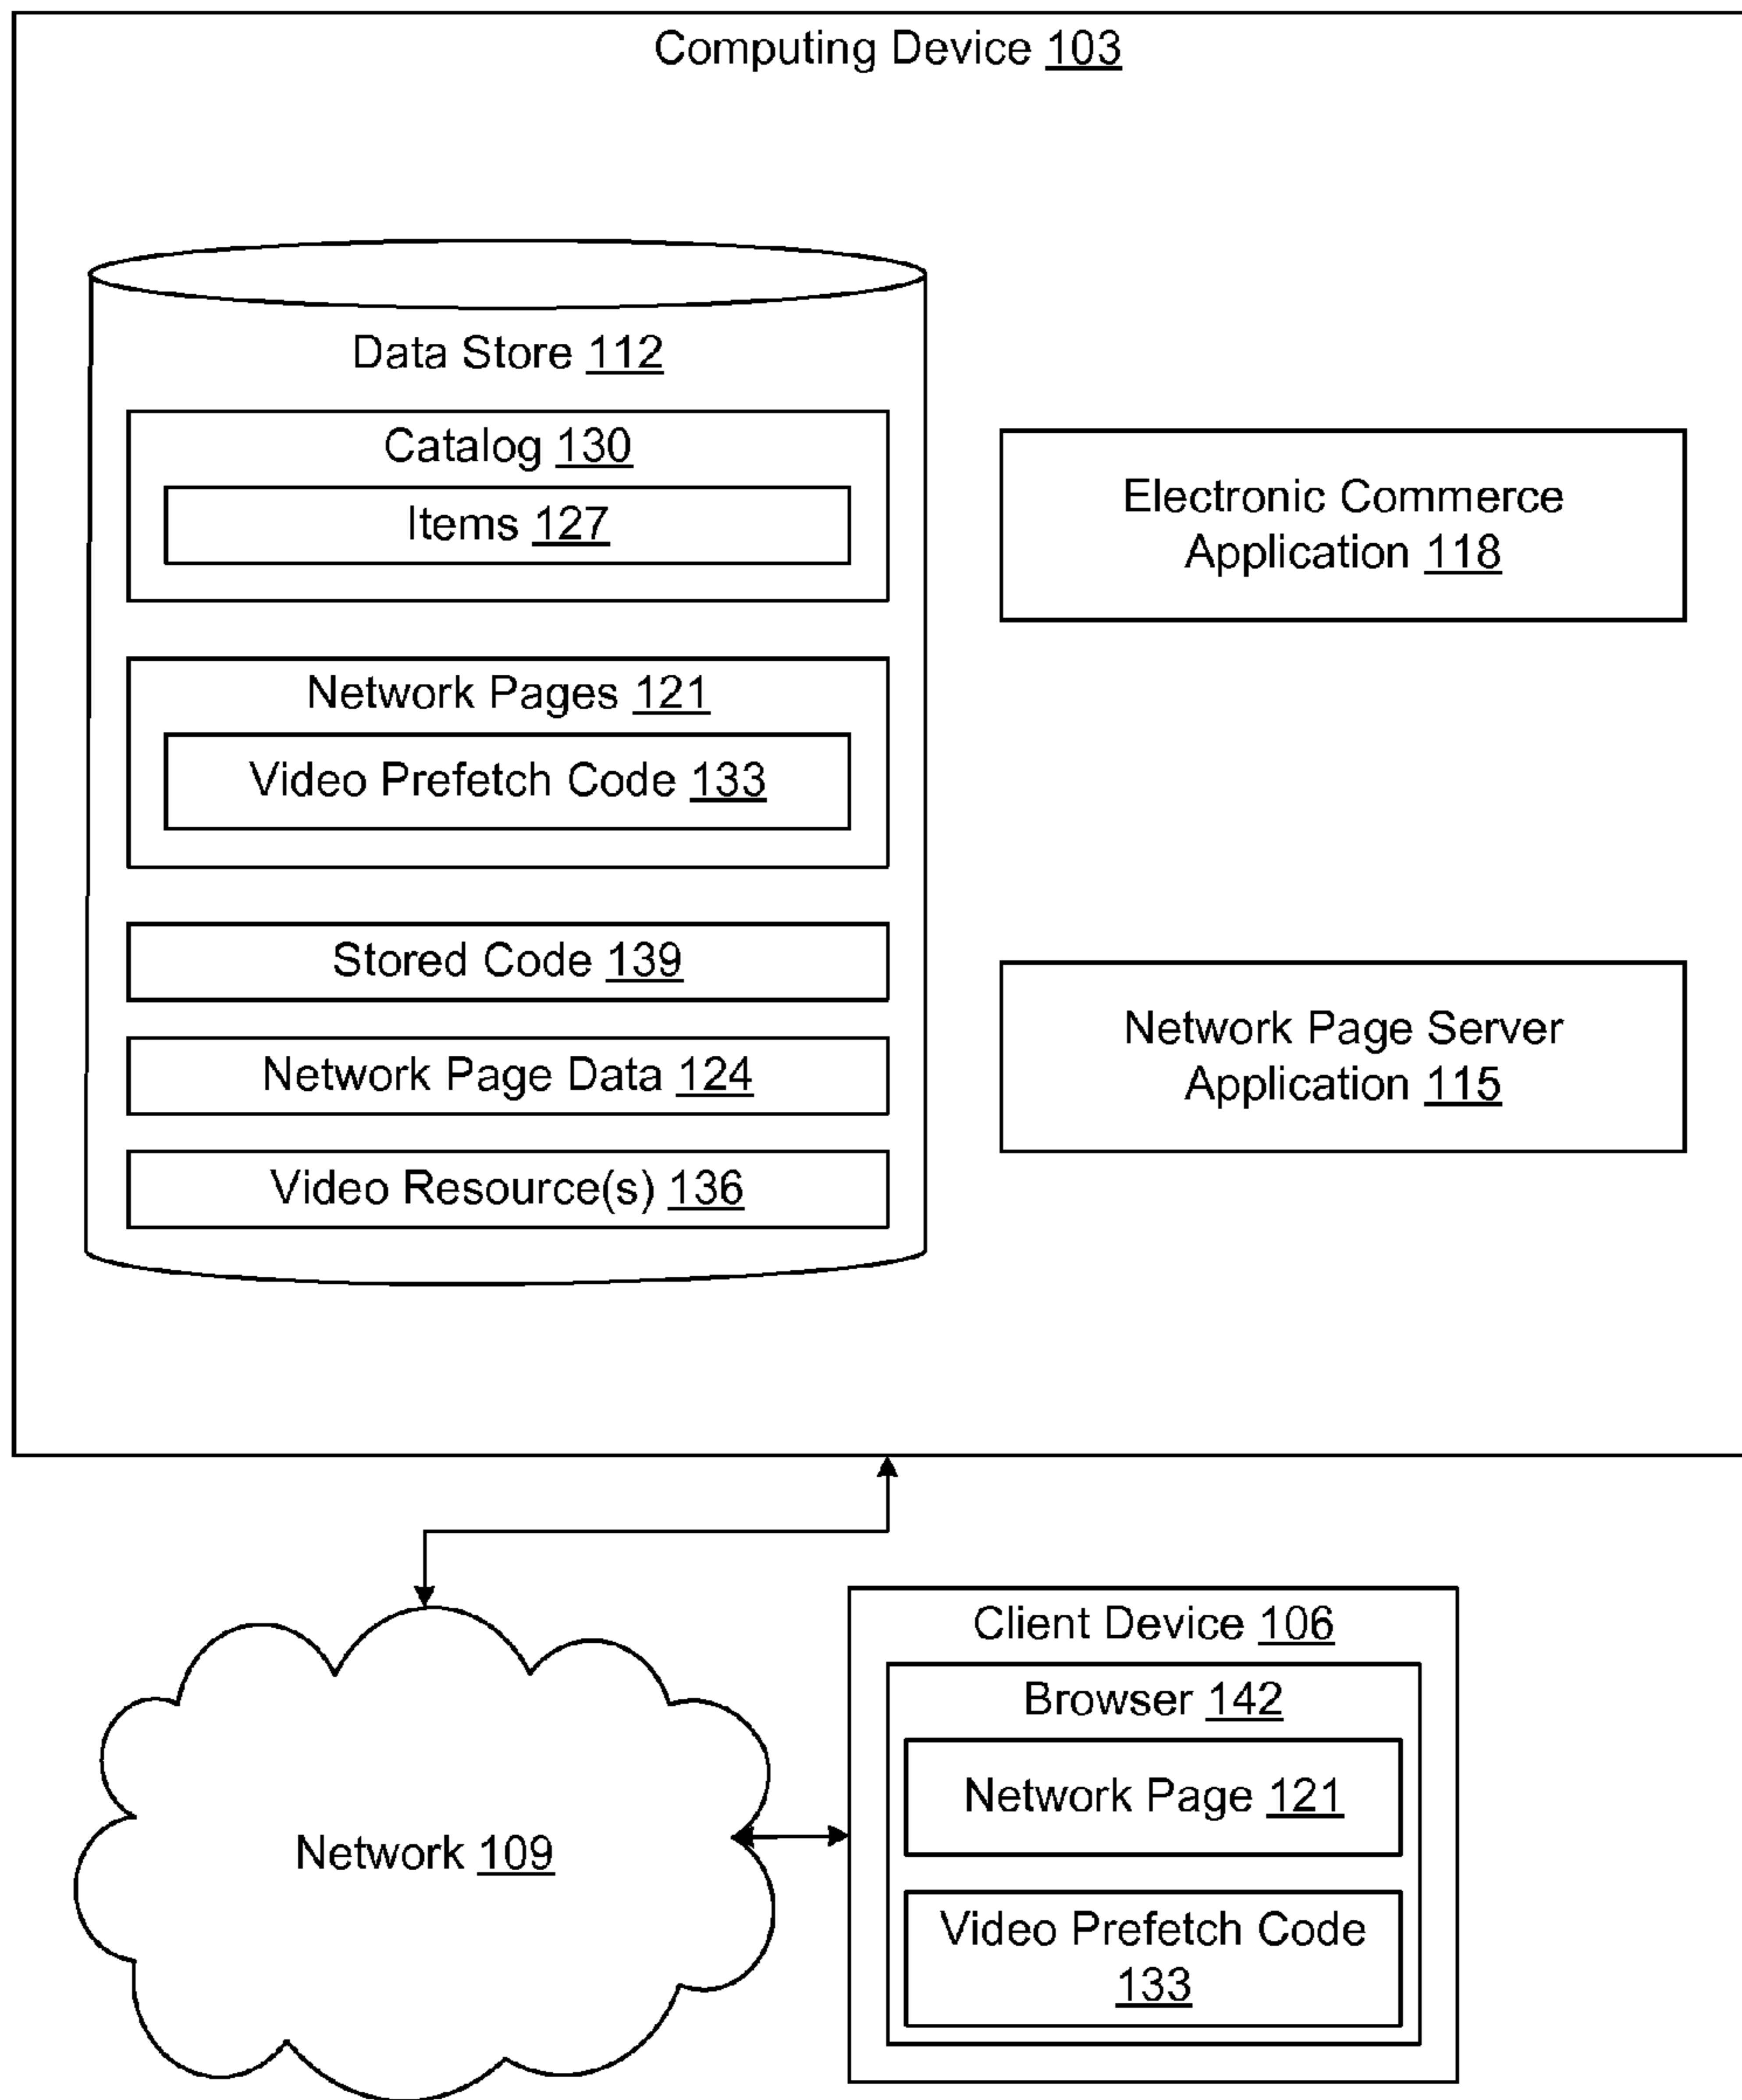 Computing Device 103
Data Store 112
Catalog 130
Items 127
Network Pages 121
Video Prefetch Code 133
Stored Code 139
Network Page Data 124
Video Resource(s) 136
Electronic Commerce
Application 118
Network Page Server
Application 115
Network 109
Client Device 106
Browser 142
Network Page 121
Video Prefetch Code
133